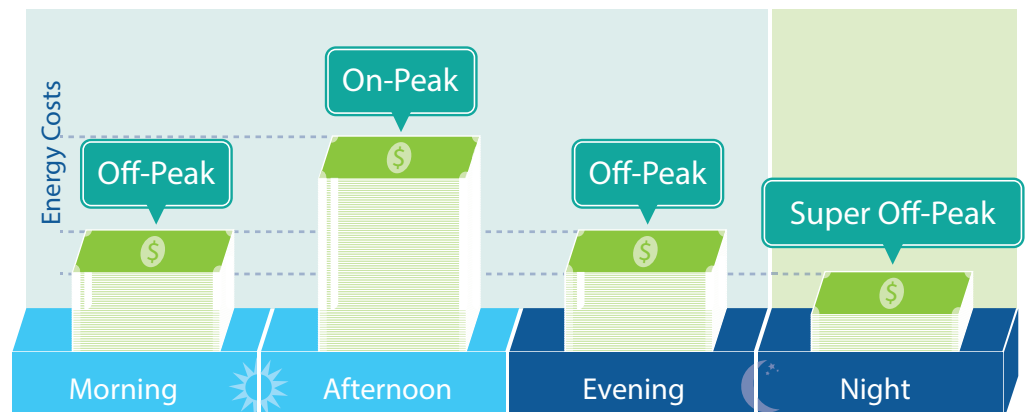 Energy Costs
Off-Peak
$
On-Peak
$
Off-Peak
$
Super Off-Peak
$
Morning
Afternoon
Evening
Night